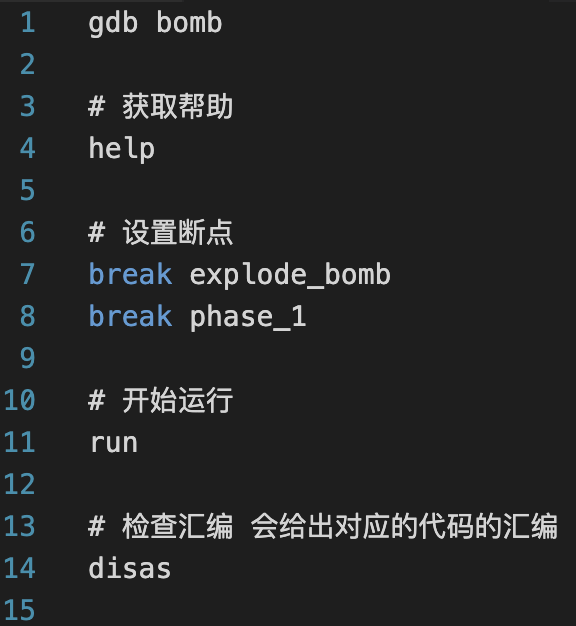 1 gdb bomb
2
3 # 获取帮助
4 help
5
6 # 设置断点
7 break explode_bomb
8 break phase_1
9
10 # 开始运行
11 run
12
13 # 检查汇编 会给出对应的代码的汇编
14 disas
15